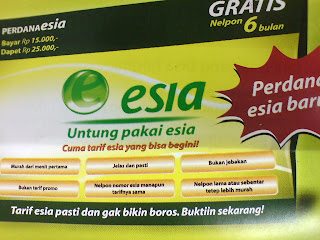 PERDANAesia
Bayar Rp 15.000,-
Dapet Rp 25.000,-
GRATIS
Nelpon 6 bulan
e esia
Untung pakai esia
Cuma tarif esia yang bisa begini!
Perdana
esia baru
Murah dari menit pertama
Jelas dan pasti
Bukan jebakan
Bukan tarif promo
Nelpon nomor esia manapun
tarifnya sama
Nelpon lama atau sebentar
tetep lebih murah
Tarif esia pasti dan gak bikin boros. Buktiin sekarang!